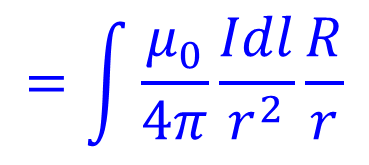 = ∫ μ₀/4π Idl/r² R/r